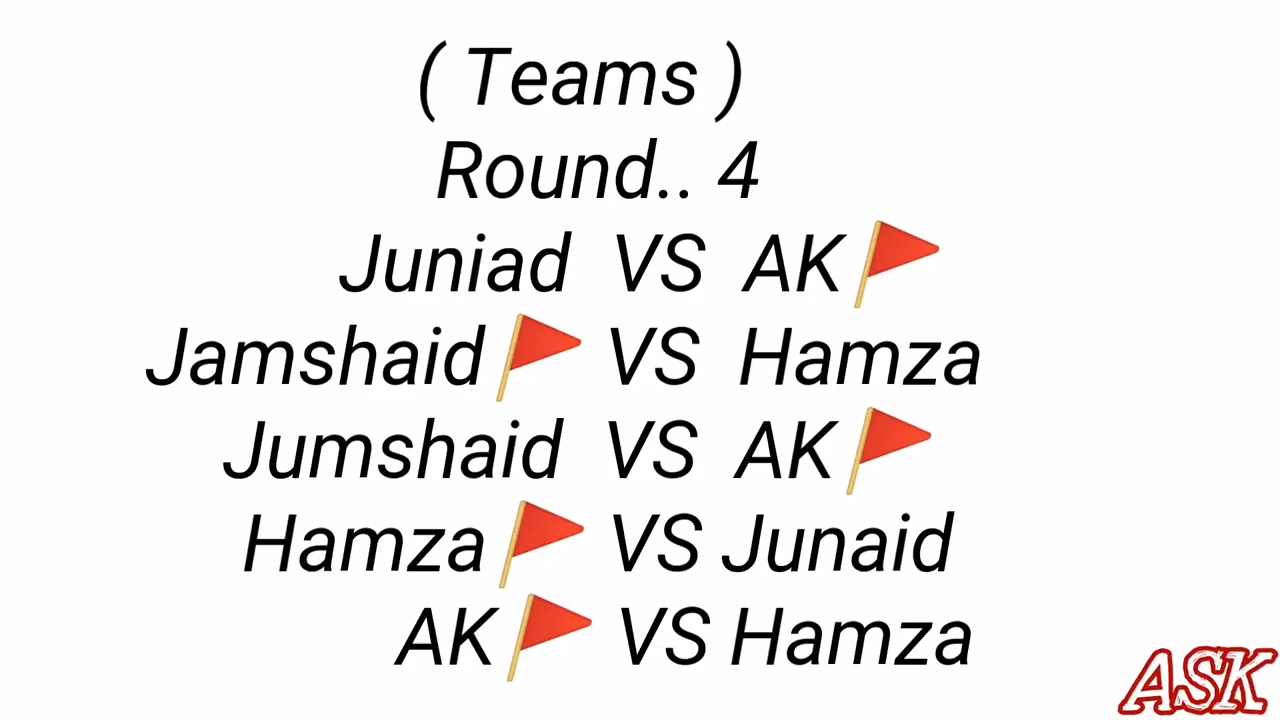 ( Teams )
Round.. 4
Juniad VS AK🚩
Jamshaid🚩 VS Hamza
Jumshaid VS AK🚩
Hamza🚩 VS Junaid
AK🚩 VS Hamza
ASK